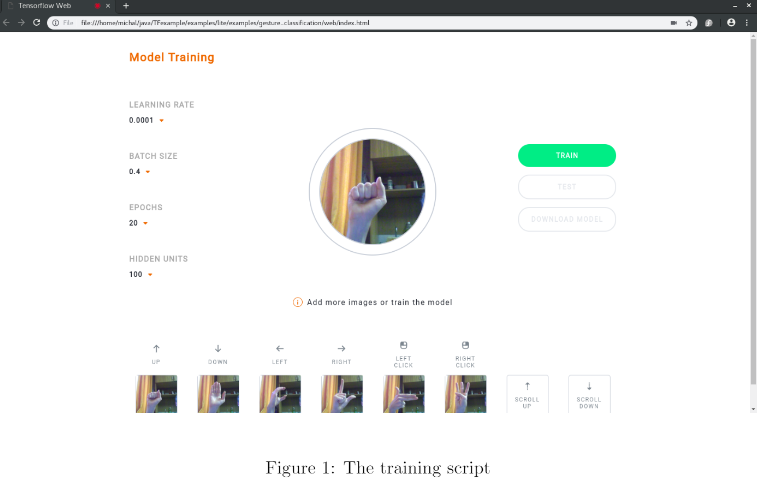 Tensorflow Web
File file:///home/michal/java/TFexample/examples/lite/examples/gesture_classification/web/index.html
Model Training
LEARNING RATE
0.0001
BATCH SIZE
0.4
EPOCHS
20
HIDDEN UNITS
100
TRAIN
TEST
DOWNLOAD MODEL
Add more images or train the model
UP
DOWN
LEFT
RIGHT
LEFT
CLICK
RIGHT
CLICK
SCROLL
UP
SCROLL
DOWN
Figure 1: The training script